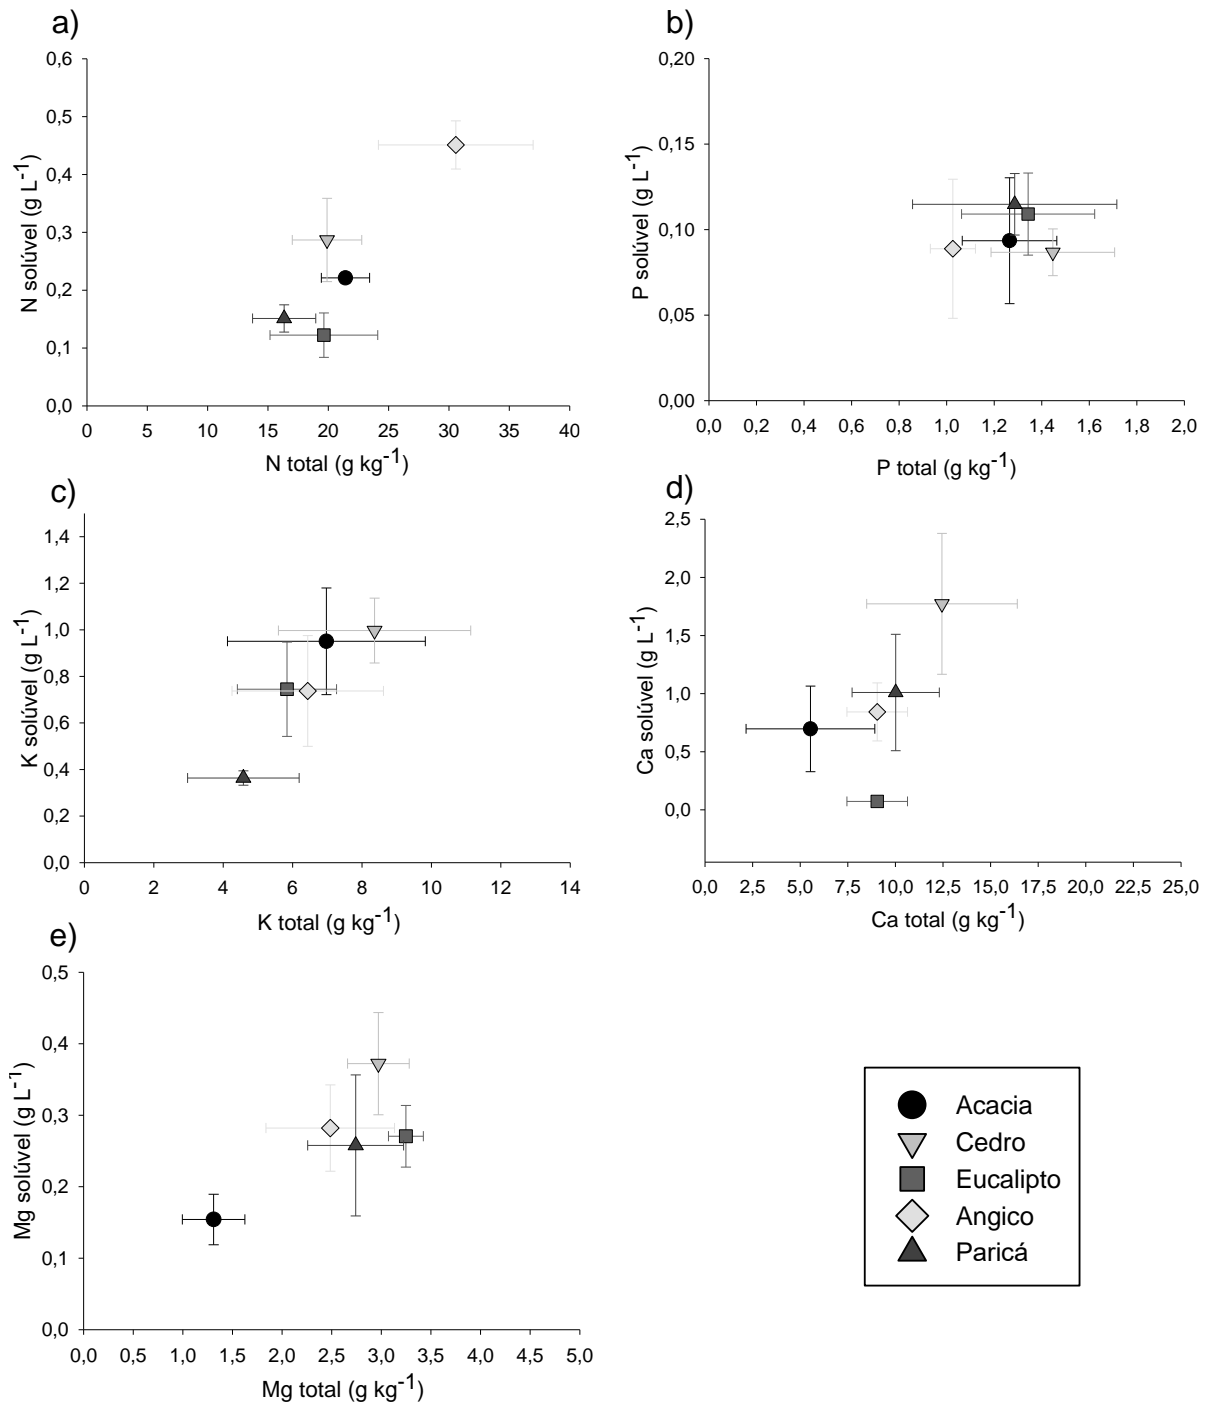 a)
0,6
0,5
0,4
0,3
0,2
0,1
0,0
N solúvel (g L-1)
0 5 10 15 20 25 30 35 40
N total (g kg-1)
b)
0,20
0,15
0,10
0,05
0,00
P solúvel (g L-1)
0,0 0,2 0,4 0,6 0,8 1,0 1,2 1,4 1,6 1,8 2,0
P total (g kg-1)
c)
1,4
1,2
1,0
0,8
0,6
0,4
0,2
0,0
K solúvel (g L-1)
0 2 4 6 8 10 12 14
K total (g kg-1)
d)
2,5
2,0
1,5
1,0
0,5
0,0
Ca solúvel (g L-1)
0,0 2,5 5,0 7,5 10,0 12,5 15,0 17,5 20,0 22,5 25,0
Ca total (g kg-1)
e)
0,5
0,4
0,3
0,2
0,1
0,0
Mg solúvel (g L-1)
0,0 0,5 1,0 1,5 2,0 2,5 3,0 3,5 4,0 4,5 5,0
Mg total (g kg-1)
Acacia
Cedro
Eucalipto
Angico
Paricá